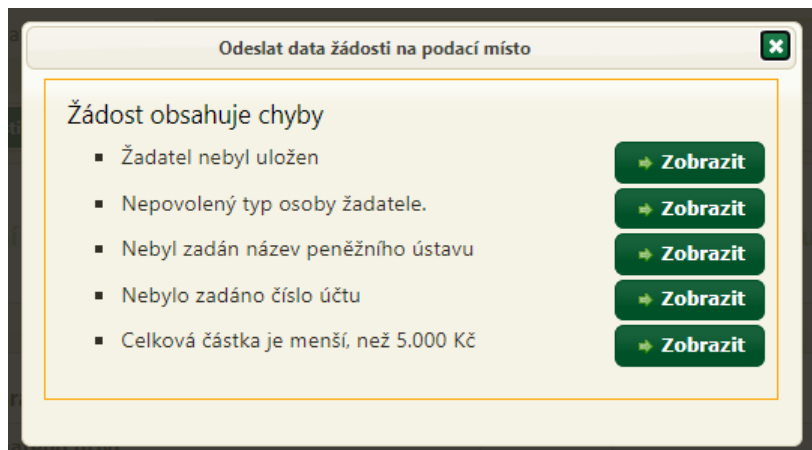 Odeslat data žádosti na podací místo
Žádost obsahuje chyby
Žadatel nebyl uložen
Zobrazit
Nepovolený typ osoby žadatele.
Zobrazit
Nebyl zadán název peněžního ústavu
Zobrazit
Nebylo zadáno číslo účtu
Zobrazit
Celková částka je menší, než 5.000 Kč
Zobrazit